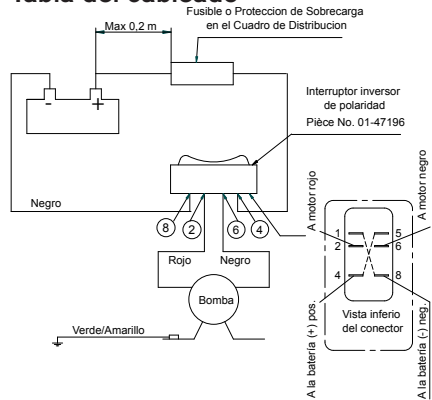 Tabla del cableado
Fusible o Proteccion de Sobrecarga
en el Cuadro de Distribucion
Max 0,2 m
- +
Interruptor inversor
de polaridad
Pièce No. 01-47196
Negro
8 2 6 4
Rojo Negro
Bomba
Verde/Amarillo
A motor rojo
A motor negro
1 5
2 6
4 8
Vista inferio
del conector
A la batería (+) pos.
A la batería (-) neg.